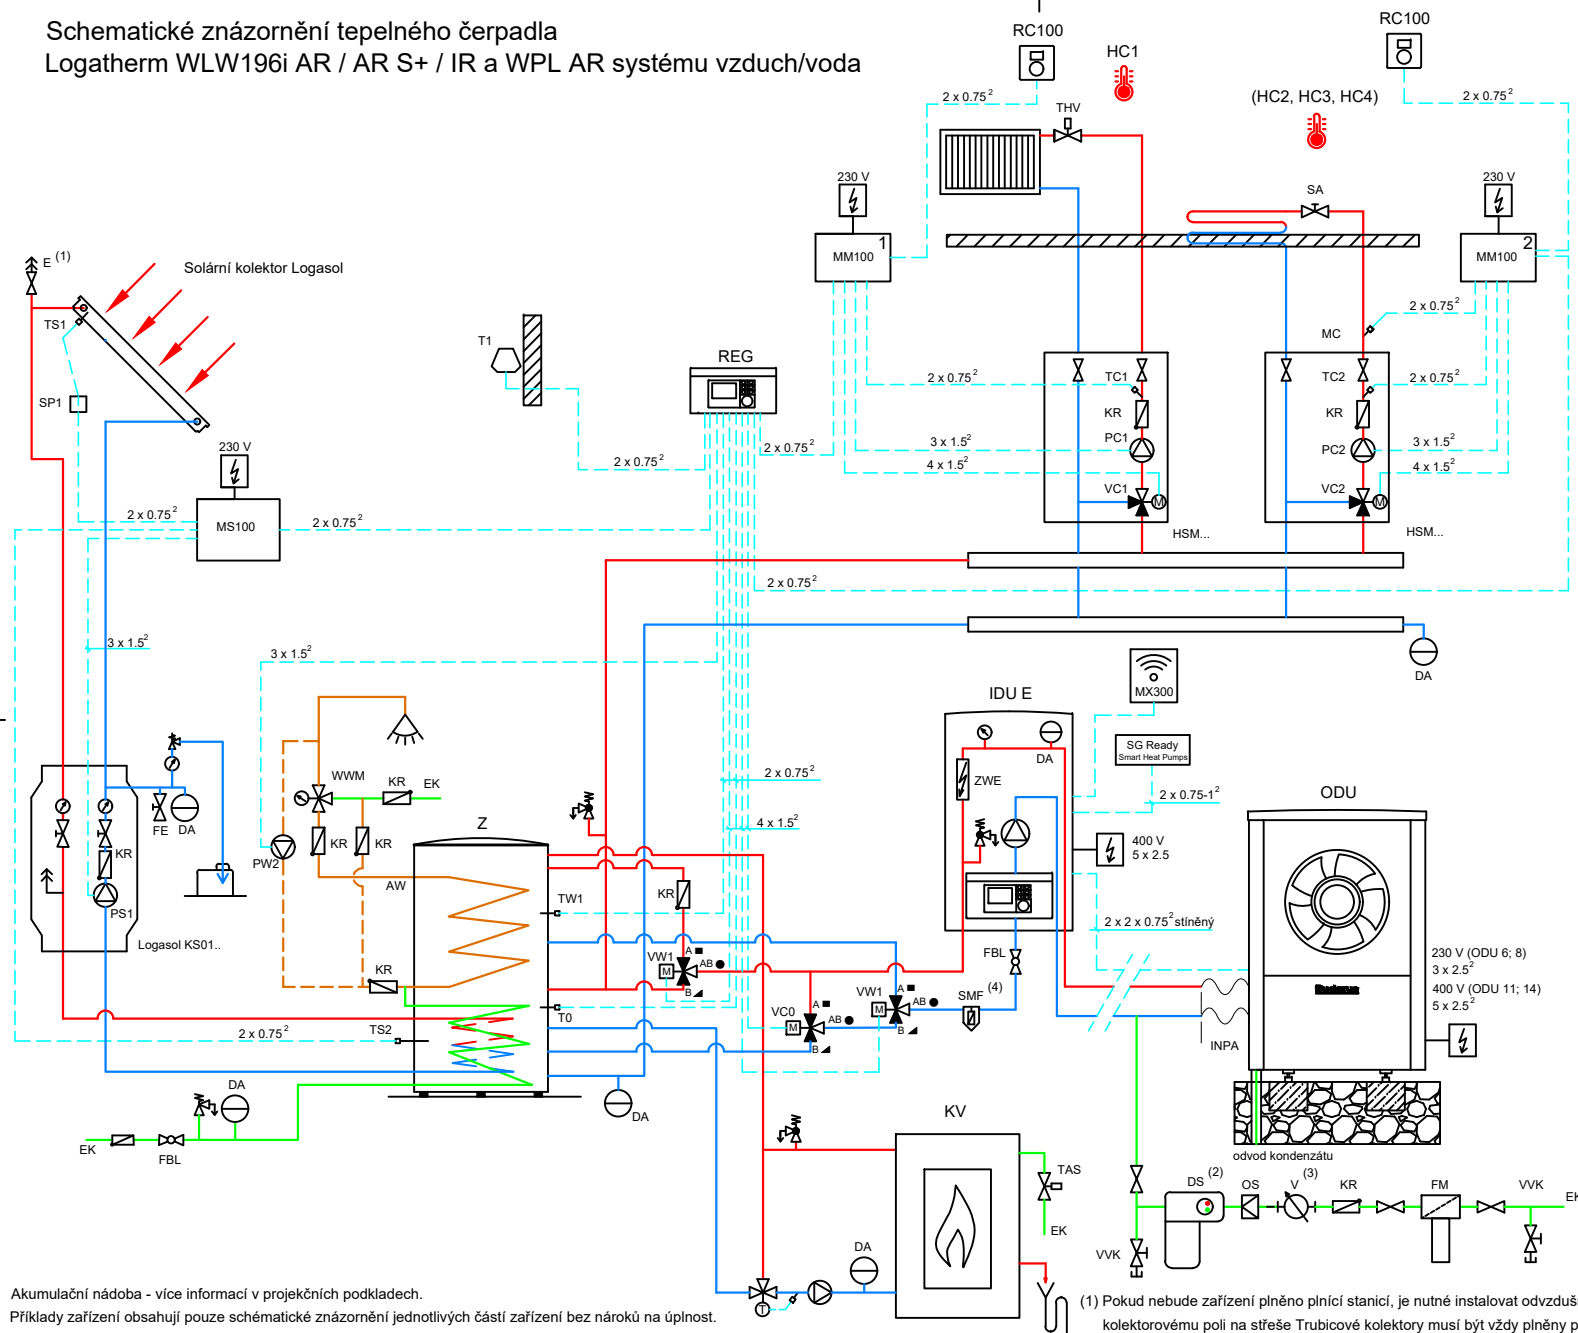 Schematické znázornění tepelného čerpadla
Logatherm WLW196i AR / AR S+ / IR a WPL AR systému vzduch/voda
RC100
RC100
HC1
(HC2, HC3, HC4)
2 x 0.75²
2 x 0.75²
THV
SA
230 V
230 V
1
MM100
2
MM100
E (1)
Solární kolektor Logasol
TS1
SP1
T1
REG
2 x 0.75²
MC
TC1
TC2
2 x 0.75²
2 x 0.75²
KR
KR
PC1
PC2
3 x 1.5²
3 x 1.5²
4 x 1.5²
4 x 1.5²
VC1
VC2
M
M
HSM...
HSM...
230 V
MS100
2 x 0.75²
2 x 0.75²
2 x 0.75²
2 x 0.75²
2 x 0.75²
3 x 1.5²
3 x 1.5²
DA
MX300
IDU E
SG Ready
Smart Heat Pumps
2 x 0.75-1²
DA
ZWE
400 V
5 x 2.5
2 x 2 x 0.75² stíněný
FBL
ODU
230 V (ODU 6; 8)
3 x 2.5²
400 V (ODU 11; 14)
5 x 2.5²
INPA
odvod kondenzátu
WWM
KR
EK
KR
KR
PW2
AW
KR
Z
2 x 0.75²
4 x 1.5²
FE
DA
KR
PS1
Logasol KS01..
TW1
KR
VW1
M
A
AB
B
T0
VC0
M
A
AB
B
VW1
M
A
AB
B
SMF (4)
TS2
2 x 0.75²
DA
DA
EK
FBL
KV
TAS
EK
DA
T
DS (2)
OS
V (3)
KR
FM
VVK
EK
VVK
Akumulační nádoba - více informací v projekčních podkladech.
Příklady zařízení obsahují pouze schématické znázornění jednotlivých částí zařízení bez nároků na úplnost.
(1) Pokud nebude zařízení plněno plnící stanicí, je nutné instalovat odvzduš
kolektorovému poli na střeše Trubicové kolektory musí být vždy plněny p